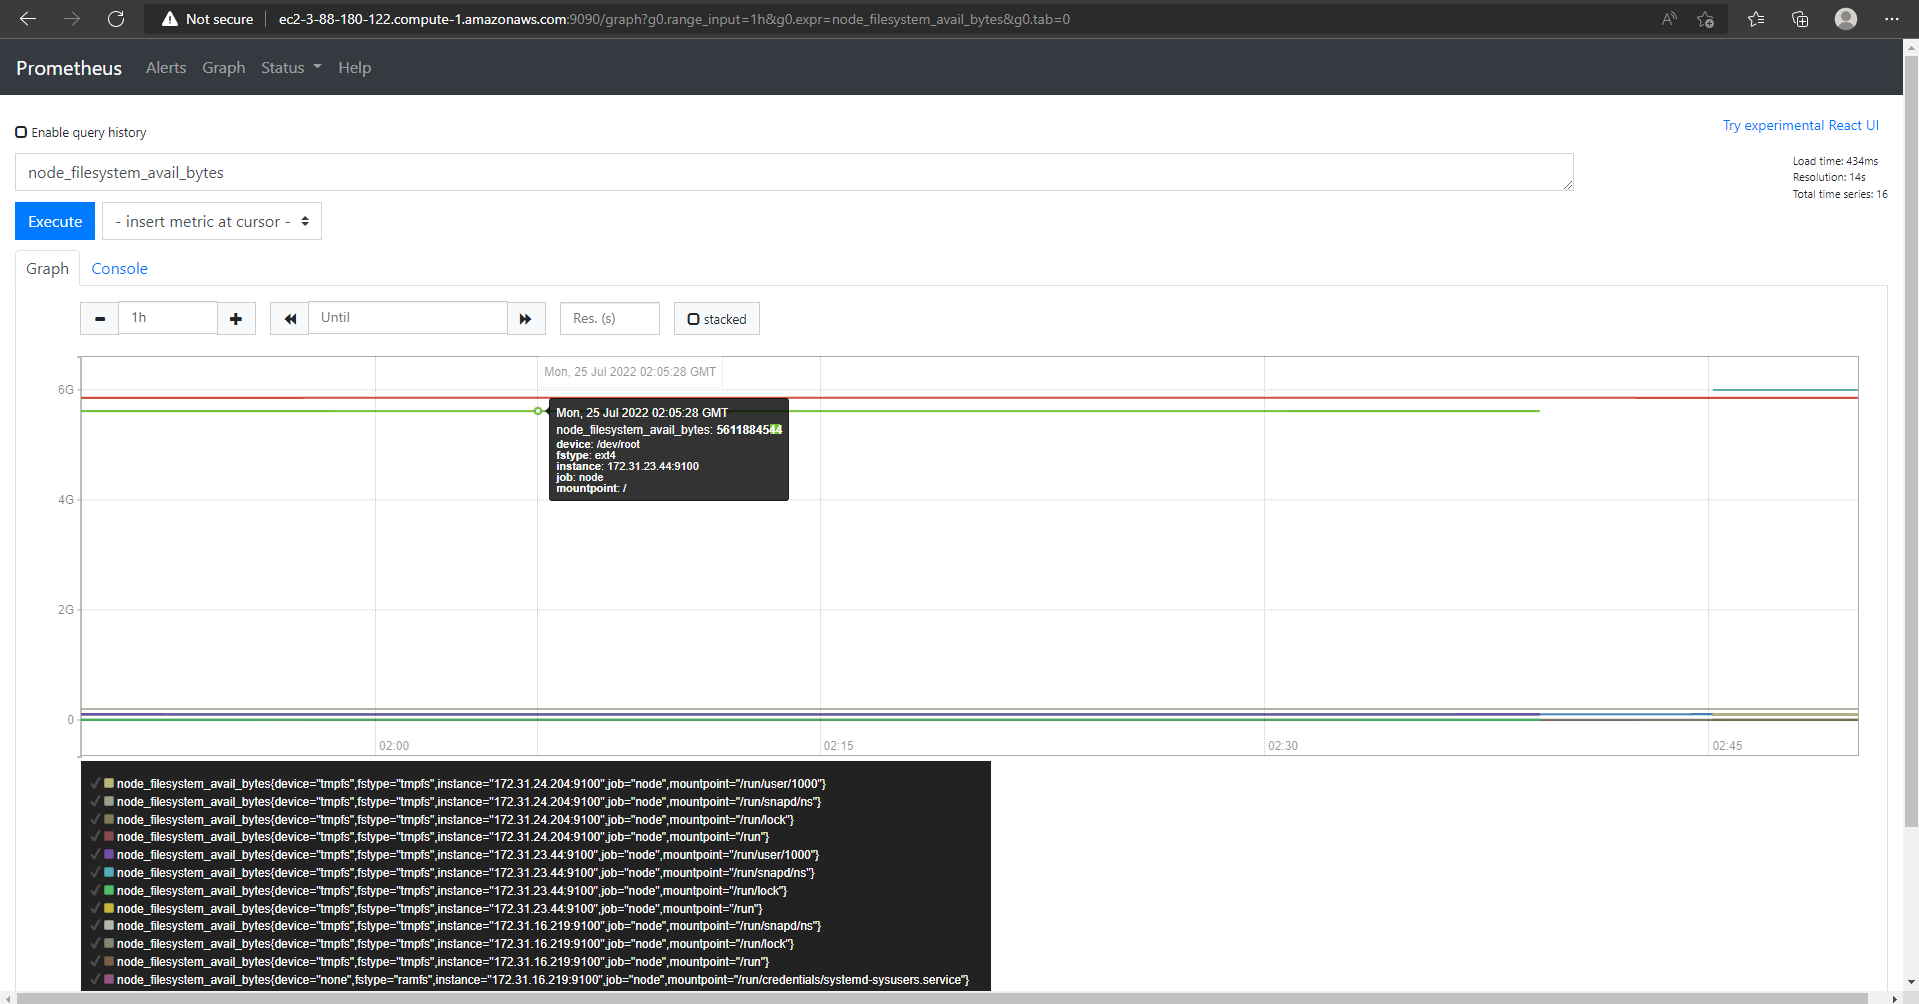 Not secure
ec2-3-88-180-122.compute-1.amazonaws.com:9090/graph?g0.range_input=1h&g0.expr=node_filesystem_avail_bytes&g0.tab=0
Prometheus Alerts Graph Status Help
Enable query history
Try experimental React UI
node_filesystem_avail_bytes
Load time: 434ms
Resolution: 14s
Total time series: 16
Execute
- insert metric at cursor -
Graph Console
1h
Until
Res. (s)
stacked
Mon, 25 Jul 2022 02:05:28 GMT
6G
Mon, 25 Jul 2022 02:05:28 GMT
node_filesystem_avail_bytes: 5611884544
device: /dev/root
fstype: ext4
instance: 172.31.23.44:9100
job: node
mountpoint: /
4G
2G
0
02:00 02:15 02:30 02:45
node_filesystem_avail_bytes{device="tmpfs",fstype="tmpfs",instance="172.31.24.204:9100",job="node",mountpoint="/run/user/1000"}
node_filesystem_avail_bytes{device="tmpfs",fstype="tmpfs",instance="172.31.24.204:9100",job="node",mountpoint="/run/snapd/ns"}
node_filesystem_avail_bytes{device="tmpfs",fstype="tmpfs",instance="172.31.24.204:9100",job="node",mountpoint="/run/lock"}
node_filesystem_avail_bytes{device="tmpfs",fstype="tmpfs",instance="172.31.24.204:9100",job="node",mountpoint="/run"}
node_filesystem_avail_bytes{device="tmpfs",fstype="tmpfs",instance="172.31.23.44:9100",job="node",mountpoint="/run/user/1000"}
node_filesystem_avail_bytes{device="tmpfs",fstype="tmpfs",instance="172.31.23.44:9100",job="node",mountpoint="/run/snapd/ns"}
node_filesystem_avail_bytes{device="tmpfs",fstype="tmpfs",instance="172.31.23.44:9100",job="node",mountpoint="/run/lock"}
node_filesystem_avail_bytes{device="tmpfs",fstype="tmpfs",instance="172.31.23.44:9100",job="node",mountpoint="/run"}
node_filesystem_avail_bytes{device="tmpfs",fstype="tmpfs",instance="172.31.16.219:9100",job="node",mountpoint="/run/snapd/ns"}
node_filesystem_avail_bytes{device="tmpfs",fstype="tmpfs",instance="172.31.16.219:9100",job="node",mountpoint="/run/lock"}
node_filesystem_avail_bytes{device="tmpfs",fstype="tmpfs",instance="172.31.16.219:9100",job="node",mountpoint="/run"}
node_filesystem_avail_bytes{device="none",fstype="ramfs",instance="172.31.16.219:9100",job="node",mountpoint="/run/credentials/systemd-sysusers.service"}